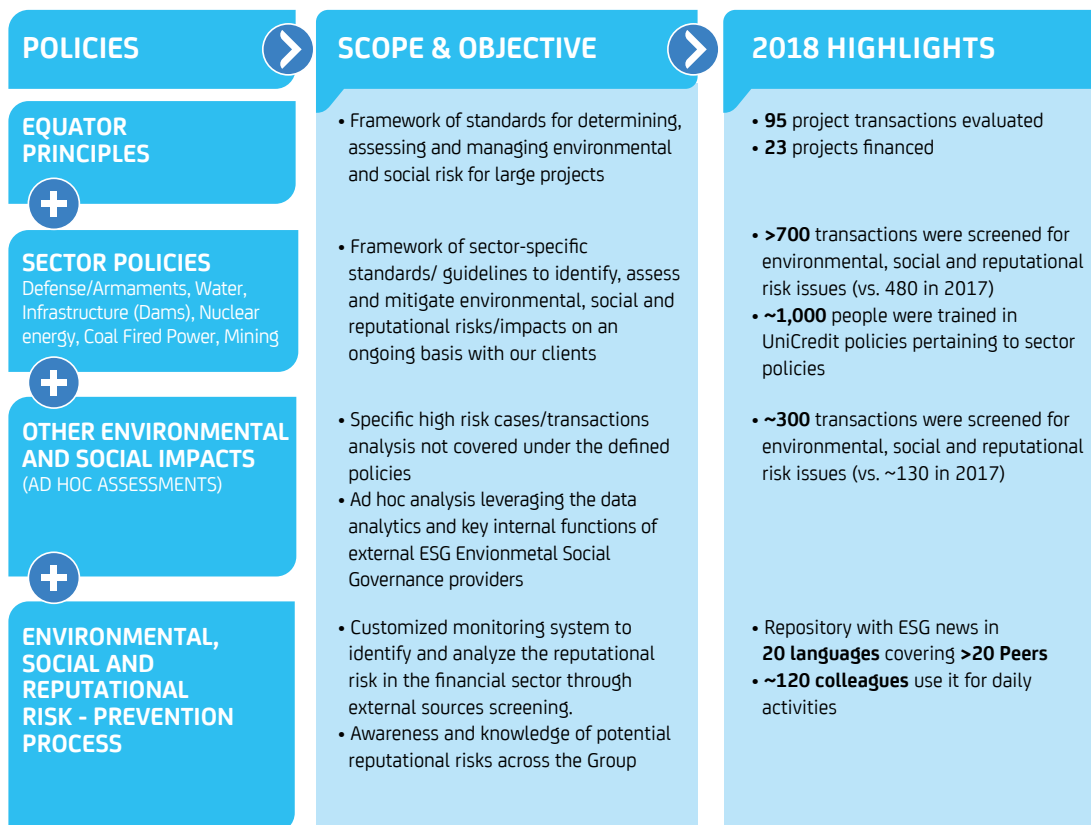 POLICIES
SCOPE & OBJECTIVE
2018 HIGHLIGHTS
EQUATOR
PRINCIPLES
• Framework of standards for determining,
assessing and managing environmental
and social risk for large projects
• 95 project transactions evaluated
• 23 projects financed
SECTOR POLICIES
Defense/Armaments, Water,
Infrastructure (Dams), Nuclear
energy, Coal Fired Power, Mining
• Framework of sector-specific
standards/ guidelines to identify, assess
and mitigate environmental, social and
reputational risks/impacts on an
ongoing basis with our clients
• >700 transactions were screened for
environmental, social and reputational
risk issues (vs. 480 in 2017)
• ~1,000 people were trained in
UniCredit policies pertaining to sector
policies
OTHER ENVIRONMENTAL
AND SOCIAL IMPACTS
(AD HOC ASSESSMENTS)
• Specific high risk cases/transactions
analysis not covered under the defined
policies
• Ad hoc analysis leveraging the data
analytics and key internal functions of
external ESG Envionmetal Social
Governance providers
• ~300 transactions were screened for
environmental, social and reputational
risk issues (vs. ~130 in 2017)
ENVIRONMENTAL,
SOCIAL AND
REPUTATIONAL
RISK - PREVENTION
PROCESS
• Customized monitoring system to
identify and analyze the reputational
risk in the financial sector through
external sources screening.
• Awareness and knowledge of potential
reputational risks across the Group
• Repository with ESG news in
20 languages covering >20 Peers
• ~120 colleagues use it for daily
activities